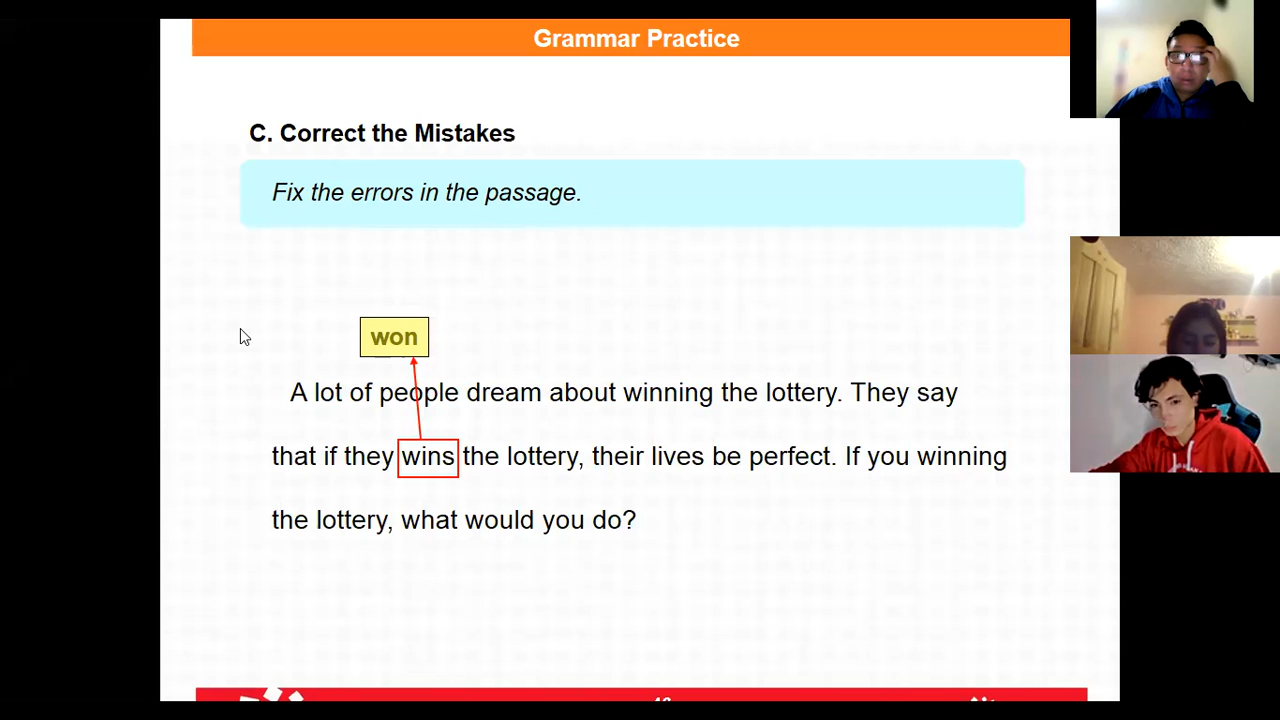 Grammar Practice
C. Correct the Mistakes
Fix the errors in the passage.
won
A lot of people dream about winning the lottery. They say
that if they wins the lottery, their lives be perfect. If you winning
the lottery, what would you do?